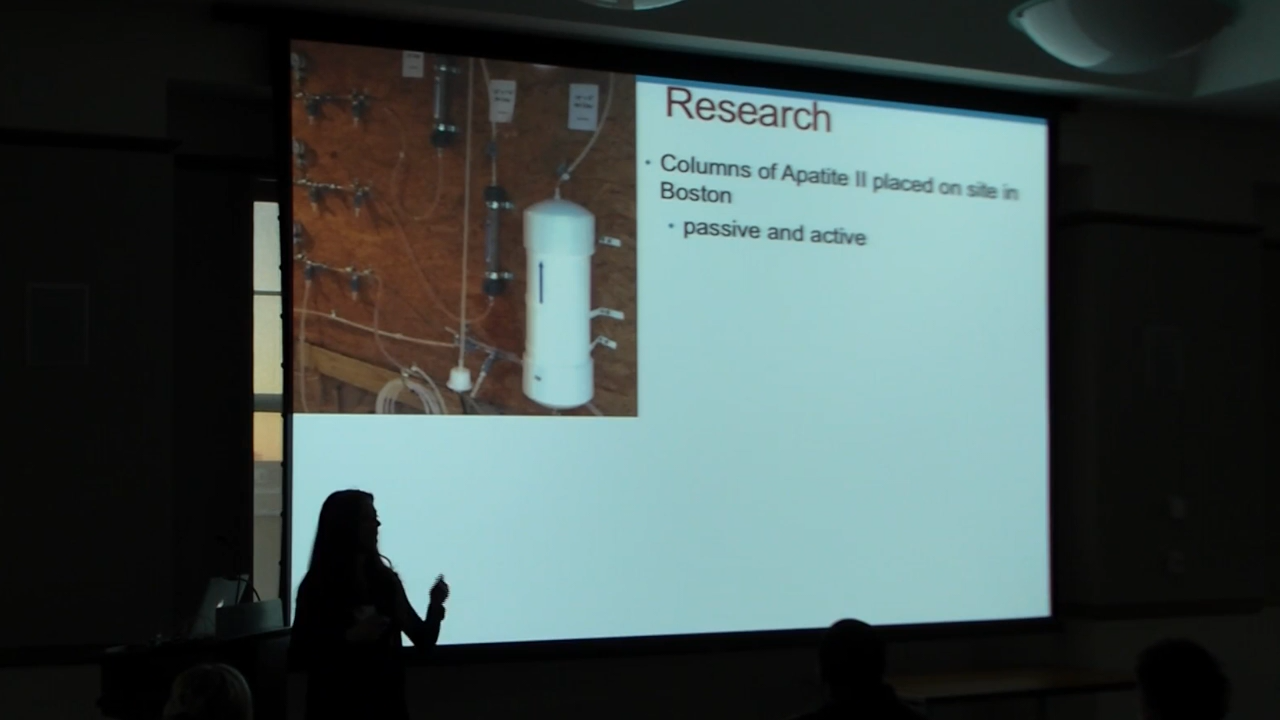 Research
• Columns of Apatite II placed on site in
Boston
• passive and active